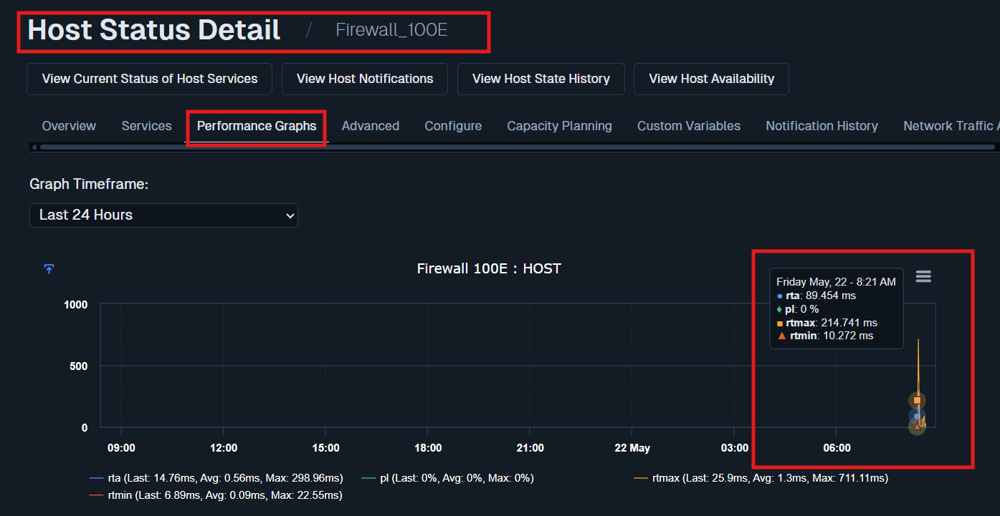 Host Status Detail / Firewall_100E
View Current Status of Host Services View Host Notifications View Host State History View Host Availability
Overview Services Performance Graphs Advanced Configure Capacity Planning Custom Variables Notification History Network Traffic
Graph Timeframe:
Last 24 Hours
Firewall 100E : HOST
Friday May, 22 - 8:21 AM
rta: 89.454 ms
pl: 0 %
rtmax: 214.741 ms
rtmin: 10.272 ms
1000
500
0
09:00 12:00 15:00 18:00 21:00 22 May 03:00 06:00
rta (Last: 14.76ms, Avg: 0.56ms, Max: 298.96ms) pl (Last: 0%, Avg: 0%, Max: 0%) rtmax (Last: 25.9ms, Avg: 1.3ms, Max: 711.11ms)
rtmin (Last: 6.89ms, Avg: 0.09ms, Max: 22.55ms)